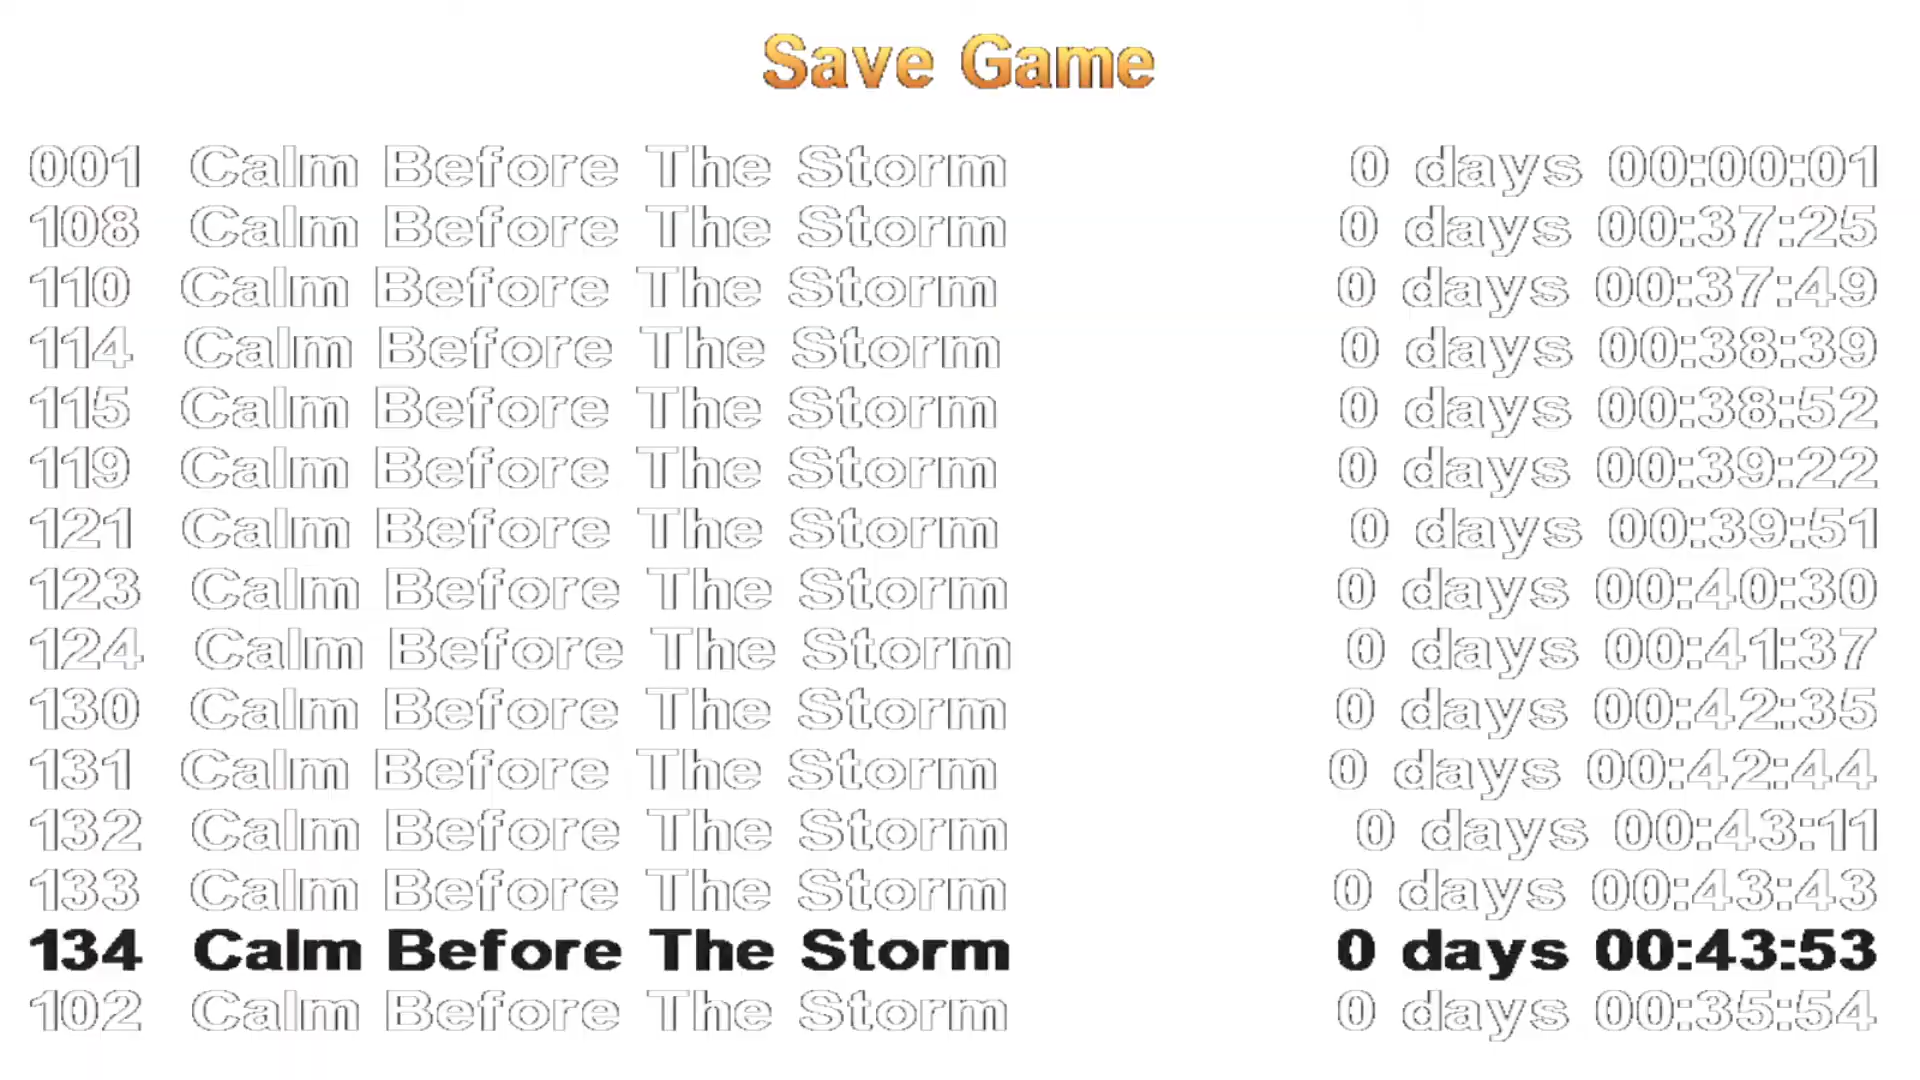 Save Game
001 Calm Before The Storm 0 days 00:00:01
108 Calm Before The Storm 0 days 00:37:25
110 Calm Before The Storm 0 days 00:37:49
114 Calm Before The Storm 0 days 00:38:39
115 Calm Before The Storm 0 days 00:38:52
119 Calm Before The Storm 0 days 00:39:22
121 Calm Before The Storm 0 days 00:39:51
123 Calm Before The Storm 0 days 00:40:30
124 Calm Before The Storm 0 days 00:41:37
130 Calm Before The Storm 0 days 00:42:35
131 Calm Before The Storm 0 days 00:42:44
132 Calm Before The Storm 0 days 00:43:11
133 Calm Before The Storm 0 days 00:43:43
134 Calm Before The Storm 0 days 00:43:53
102 Calm Before The Storm 0 days 00:35:54